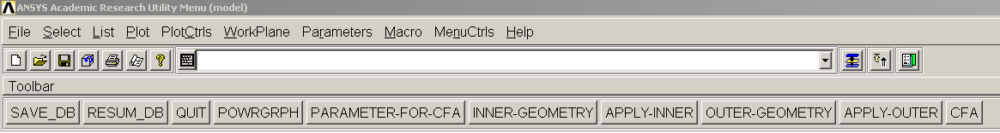 ANSYS Academic Research Utility Menu (model)
File Select List Plot PlotCtrls WorkPlane Parameters Macro MenuCtrls Help
?
Toolbar
SAVE_DB RESUM_DB QUIT POWRGRPH PARAMETER-FOR-CFA INNER-GEOMETRY APPLY-INNER OUTER-GEOMETRY APPLY-OUTER CFA